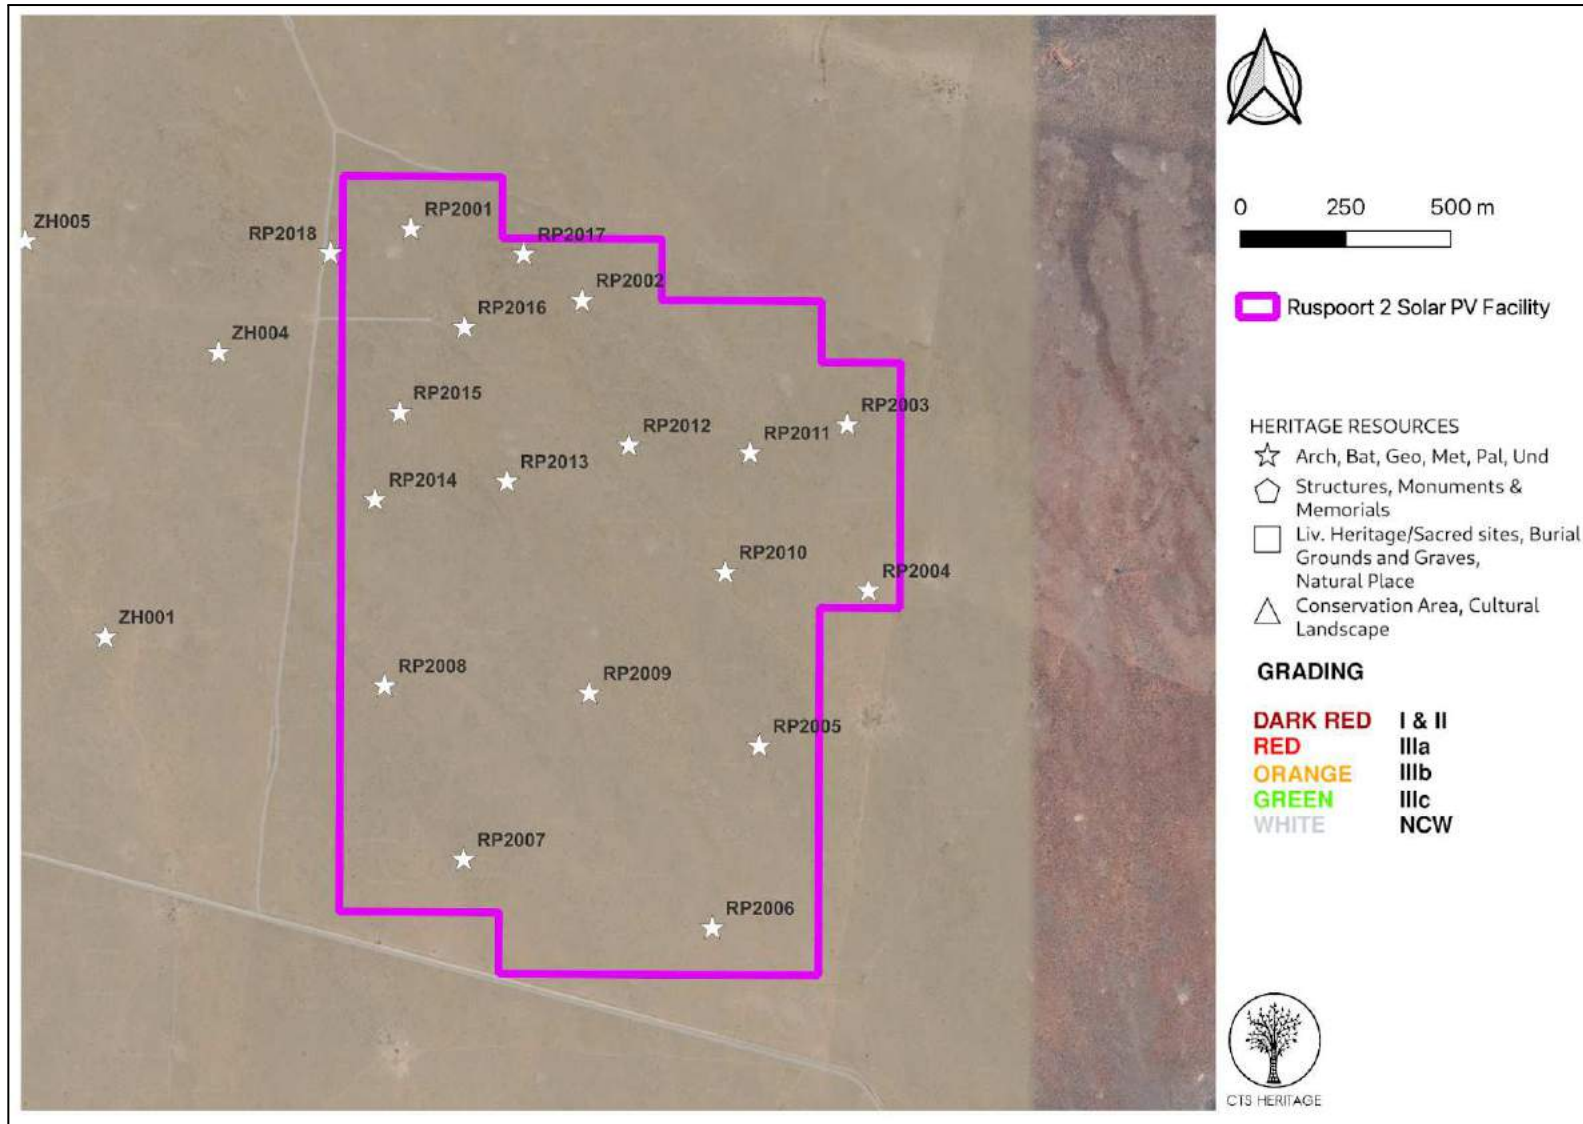 ZH005
RP2018
RP2001
RP2017
RP2002
RP2016
ZH004
RP2015
RP2012
RP2011
RP2003
RP2013
RP2014
RP2010
RP2004
ZH001
RP2008
RP2009
RP2005
RP2007
RP2006
0 250 500 m
Ruspoort 2 Solar PV Facility
HERITAGE RESOURCES
Arch, Bat, Geo, Met, Pal, Und
Structures, Monuments &
Memorials
Liv. Heritage/Sacred sites, Burial
Grounds and Graves,
Natural Place
Conservation Area, Cultural
Landscape
GRADING
DARK RED I & II
RED IIIa
ORANGE IIIb
GREEN IIIc
WHITE NCW
CTS HERITAGE